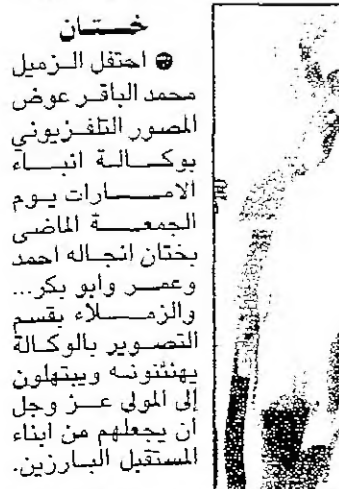 ختان
احتفل الزميل
محمد الباقر عوض
المصور التلفزيوني
بوكالة انباء
الامارات يوم
الجمعة الماضى
بختان انجاله احمد
وعمر وابو بكر...
والزملاء بقسم
التصوير بالوكالة
يهنئونه ويبتهلون
إلى المولى عز وجل
أن يجعلهم من ابناء
المستقبل البارزين.